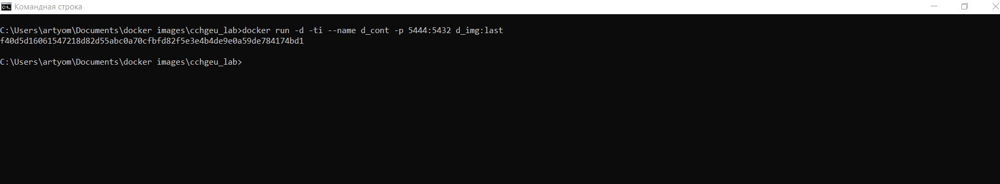 Командная строка
C:\Users\artyom\Documents\docker images\cchgeu_lab>docker run -d -ti --name d_cont -p 5444:5432 d_img:last
f40d5d16061547218d82d55abc0a70cfbfd82f5e3e4b4de9e0a59de784174bd1
C:\Users\artyom\Documents\docker images\cchgeu_lab>